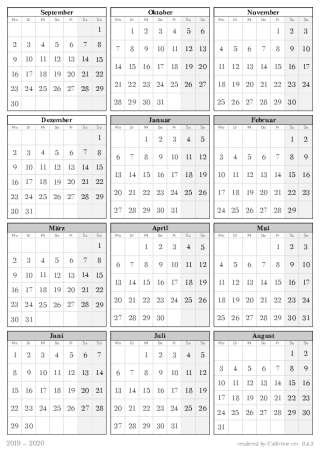 September
Mo Di Mi Do Fr Sa So
1
2 3 4 5 6 7 8
9 10 11 12 13 14 15
16 17 18 19 20 21 22
23 24 25 26 27 28 29
30
Oktober
Mo Di Mi Do Fr Sa So
1 2 3 4 5 6
7 8 9 10 11 12 13
14 15 16 17 18 19 20
21 22 23 24 25 26 27
28 29 30 31
November
Mo Di Mi Do Fr Sa So
1 2 3
4 5 6 7 8 9 10
11 12 13 14 15 16 17
18 19 20 21 22 23 24
25 26 27 28 29 30
Dezember
Mo Di Mi Do Fr Sa So
1
2 3 4 5 6 7 8
9 10 11 12 13 14 15
16 17 18 19 20 21 22
23 24 25 26 27 28 29
30 31
Januar
Mo Di Mi Do Fr Sa So
1 2 3 4 5
6 7 8 9 10 11 12
13 14 15 16 17 18 19
20 21 22 23 24 25 26
27 28 29 30 31
Februar
Mo Di Mi Do Fr Sa So
1 2
3 4 5 6 7 8 9
10 11 12 13 14 15 16
17 18 19 20 21 22 23
24 25 26 27 28 29
März
Mo Di Mi Do Fr Sa So
1
2 3 4 5 6 7 8
9 10 11 12 13 14 15
16 17 18 19 20 21 22
23 24 25 26 27 28 29
30 31
April
Mo Di Mi Do Fr Sa So
1 2 3 4 5
6 7 8 9 10 11 12
13 14 15 16 17 18 19
20 21 22 23 24 25 26
27 28 29 30
Mai
Mo Di Mi Do Fr Sa So
1 2 3
4 5 6 7 8 9 10
11 12 13 14 15 16 17
18 19 20 21 22 23 24
25 26 27 28 29 30 31
Juni
Mo Di Mi Do Fr Sa So
1 2 3 4 5 6 7
8 9 10 11 12 13 14
15 16 17 18 19 20 21
22 23 24 25 26 27 28
29 30
Juli
Mo Di Mi Do Fr Sa So
1 2 3 4 5
6 7 8 9 10 11 12
13 14 15 16 17 18 19
20 21 22 23 24 25 26
27 28 29 30 31
August
Mo Di Mi Do Fr Sa So
1 2
3 4 5 6 7 8 9
10 11 12 13 14 15 16
17 18 19 20 21 22 23
24 25 26 27 28 29 30
31
2019 – 2020 rendered by ver. 0.4.3